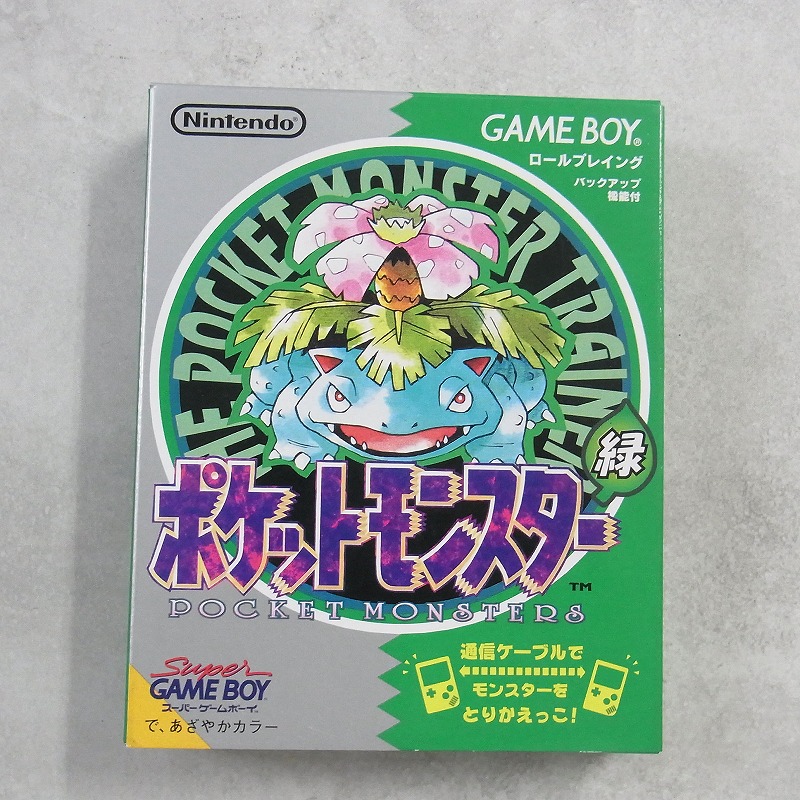 Nintendo®
GAME BOY®
ロールプレイング
バックアップ
機能付
POCKET MONSTER TRAINER
緑
ポケットモンスター
TM
POCKET MONSTERS
通信ケーブルで
モンスターを
とりかえっこ!
Super
GAME BOY
スーパーゲームボーイ
で、あざやかカラー